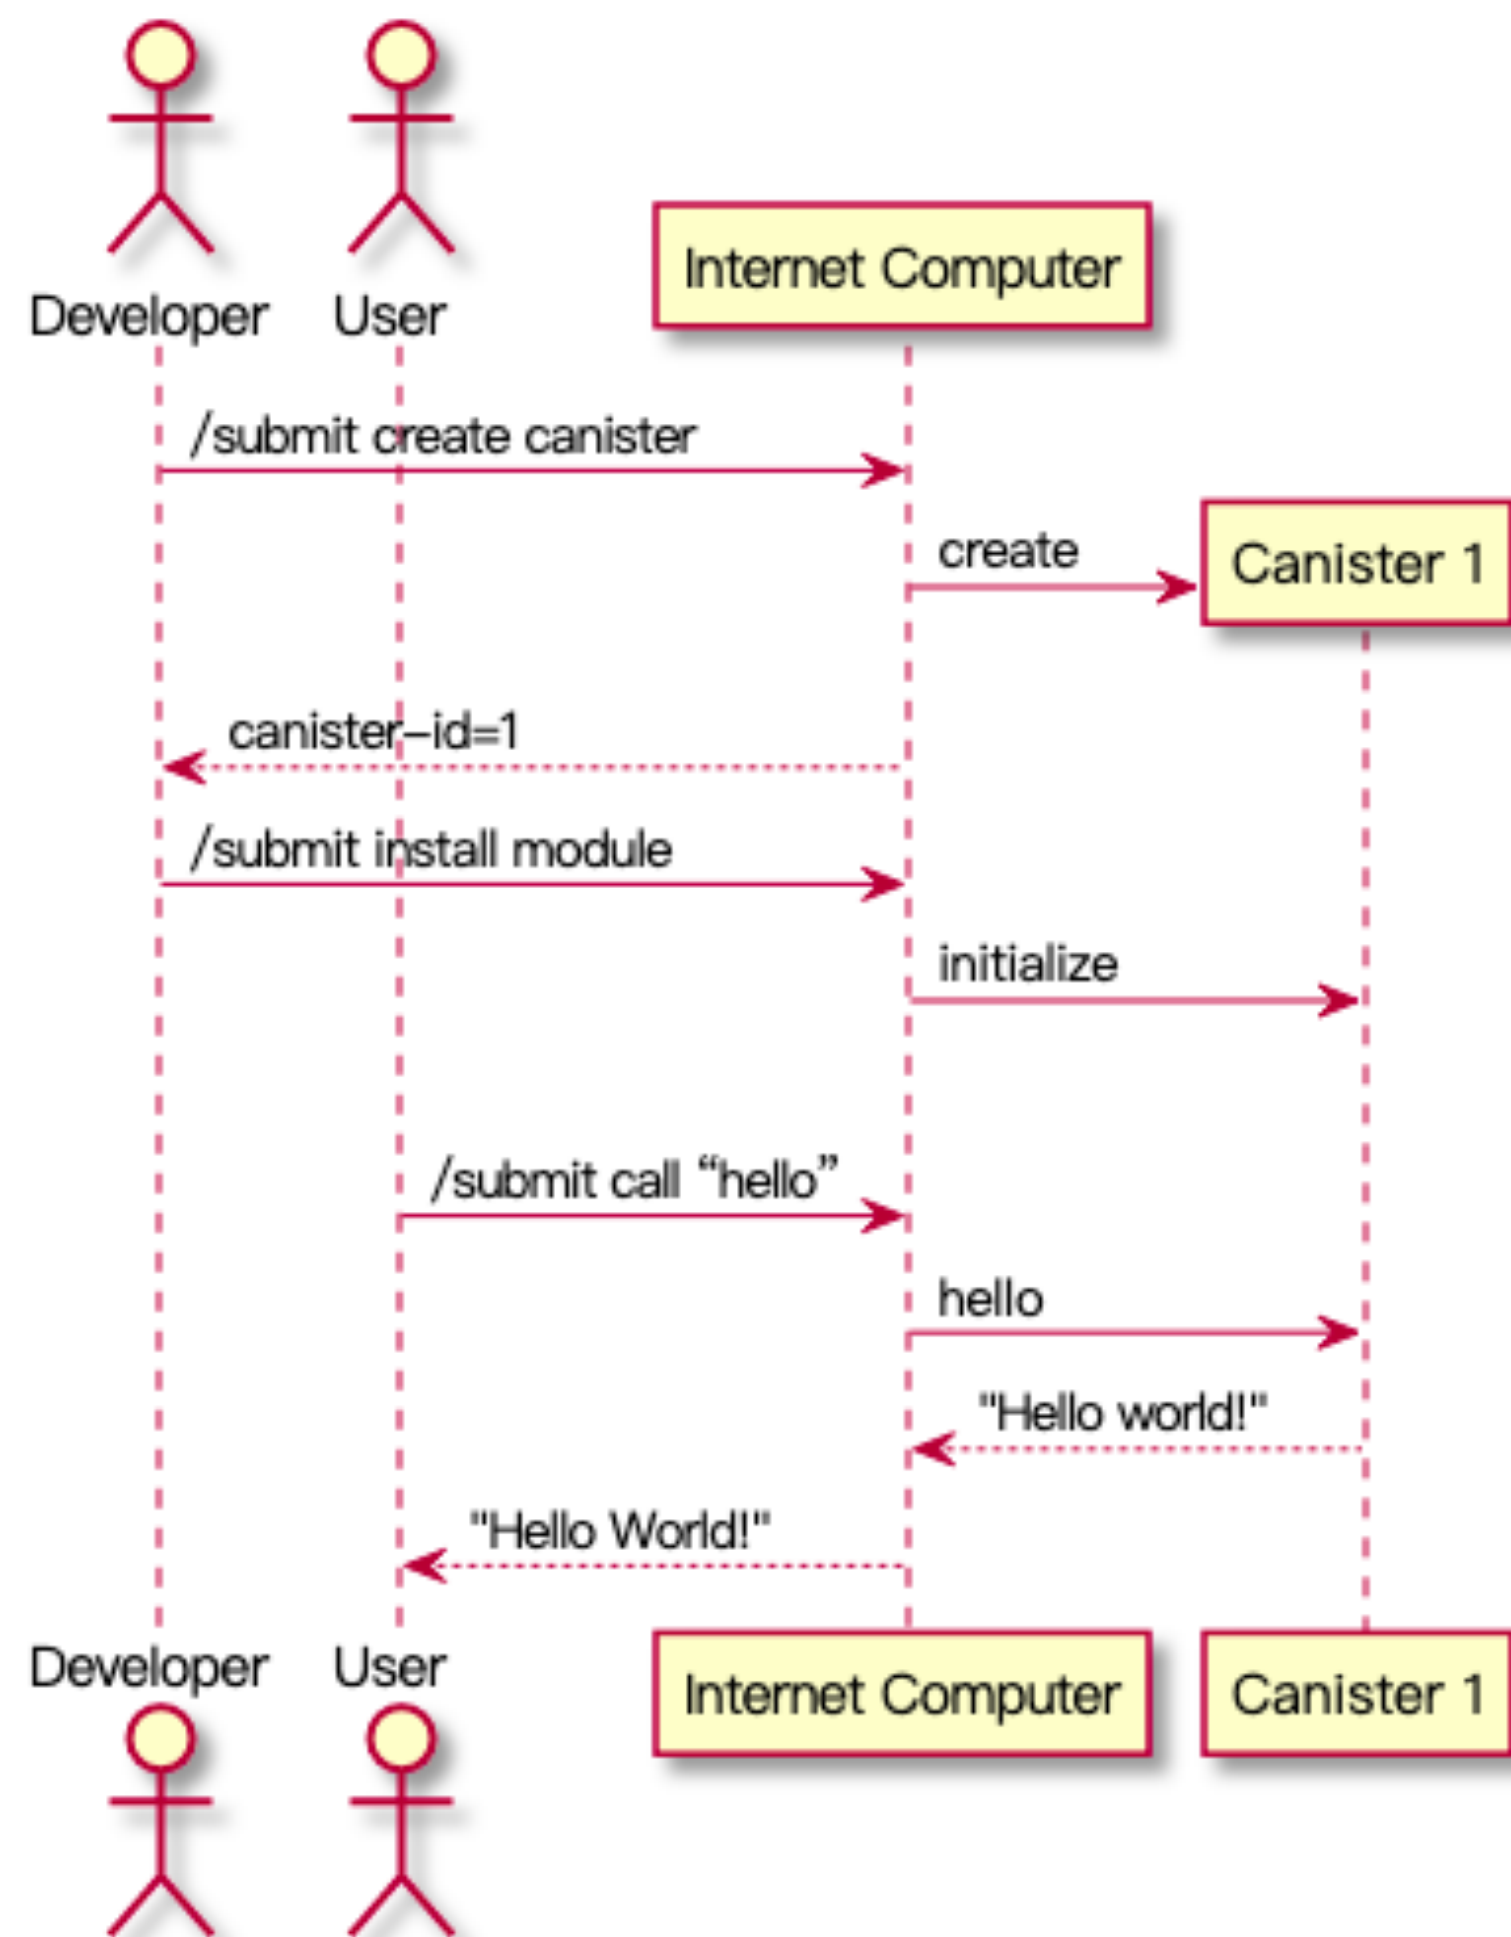 Developer
User
Internet Computer
/submit create canister
create
Canister 1
canister-id=1
/submit install module
initialize
/submit call “hello”
hello
"Hello world!"
"Hello World!"
Developer
User
Internet Computer
Canister 1